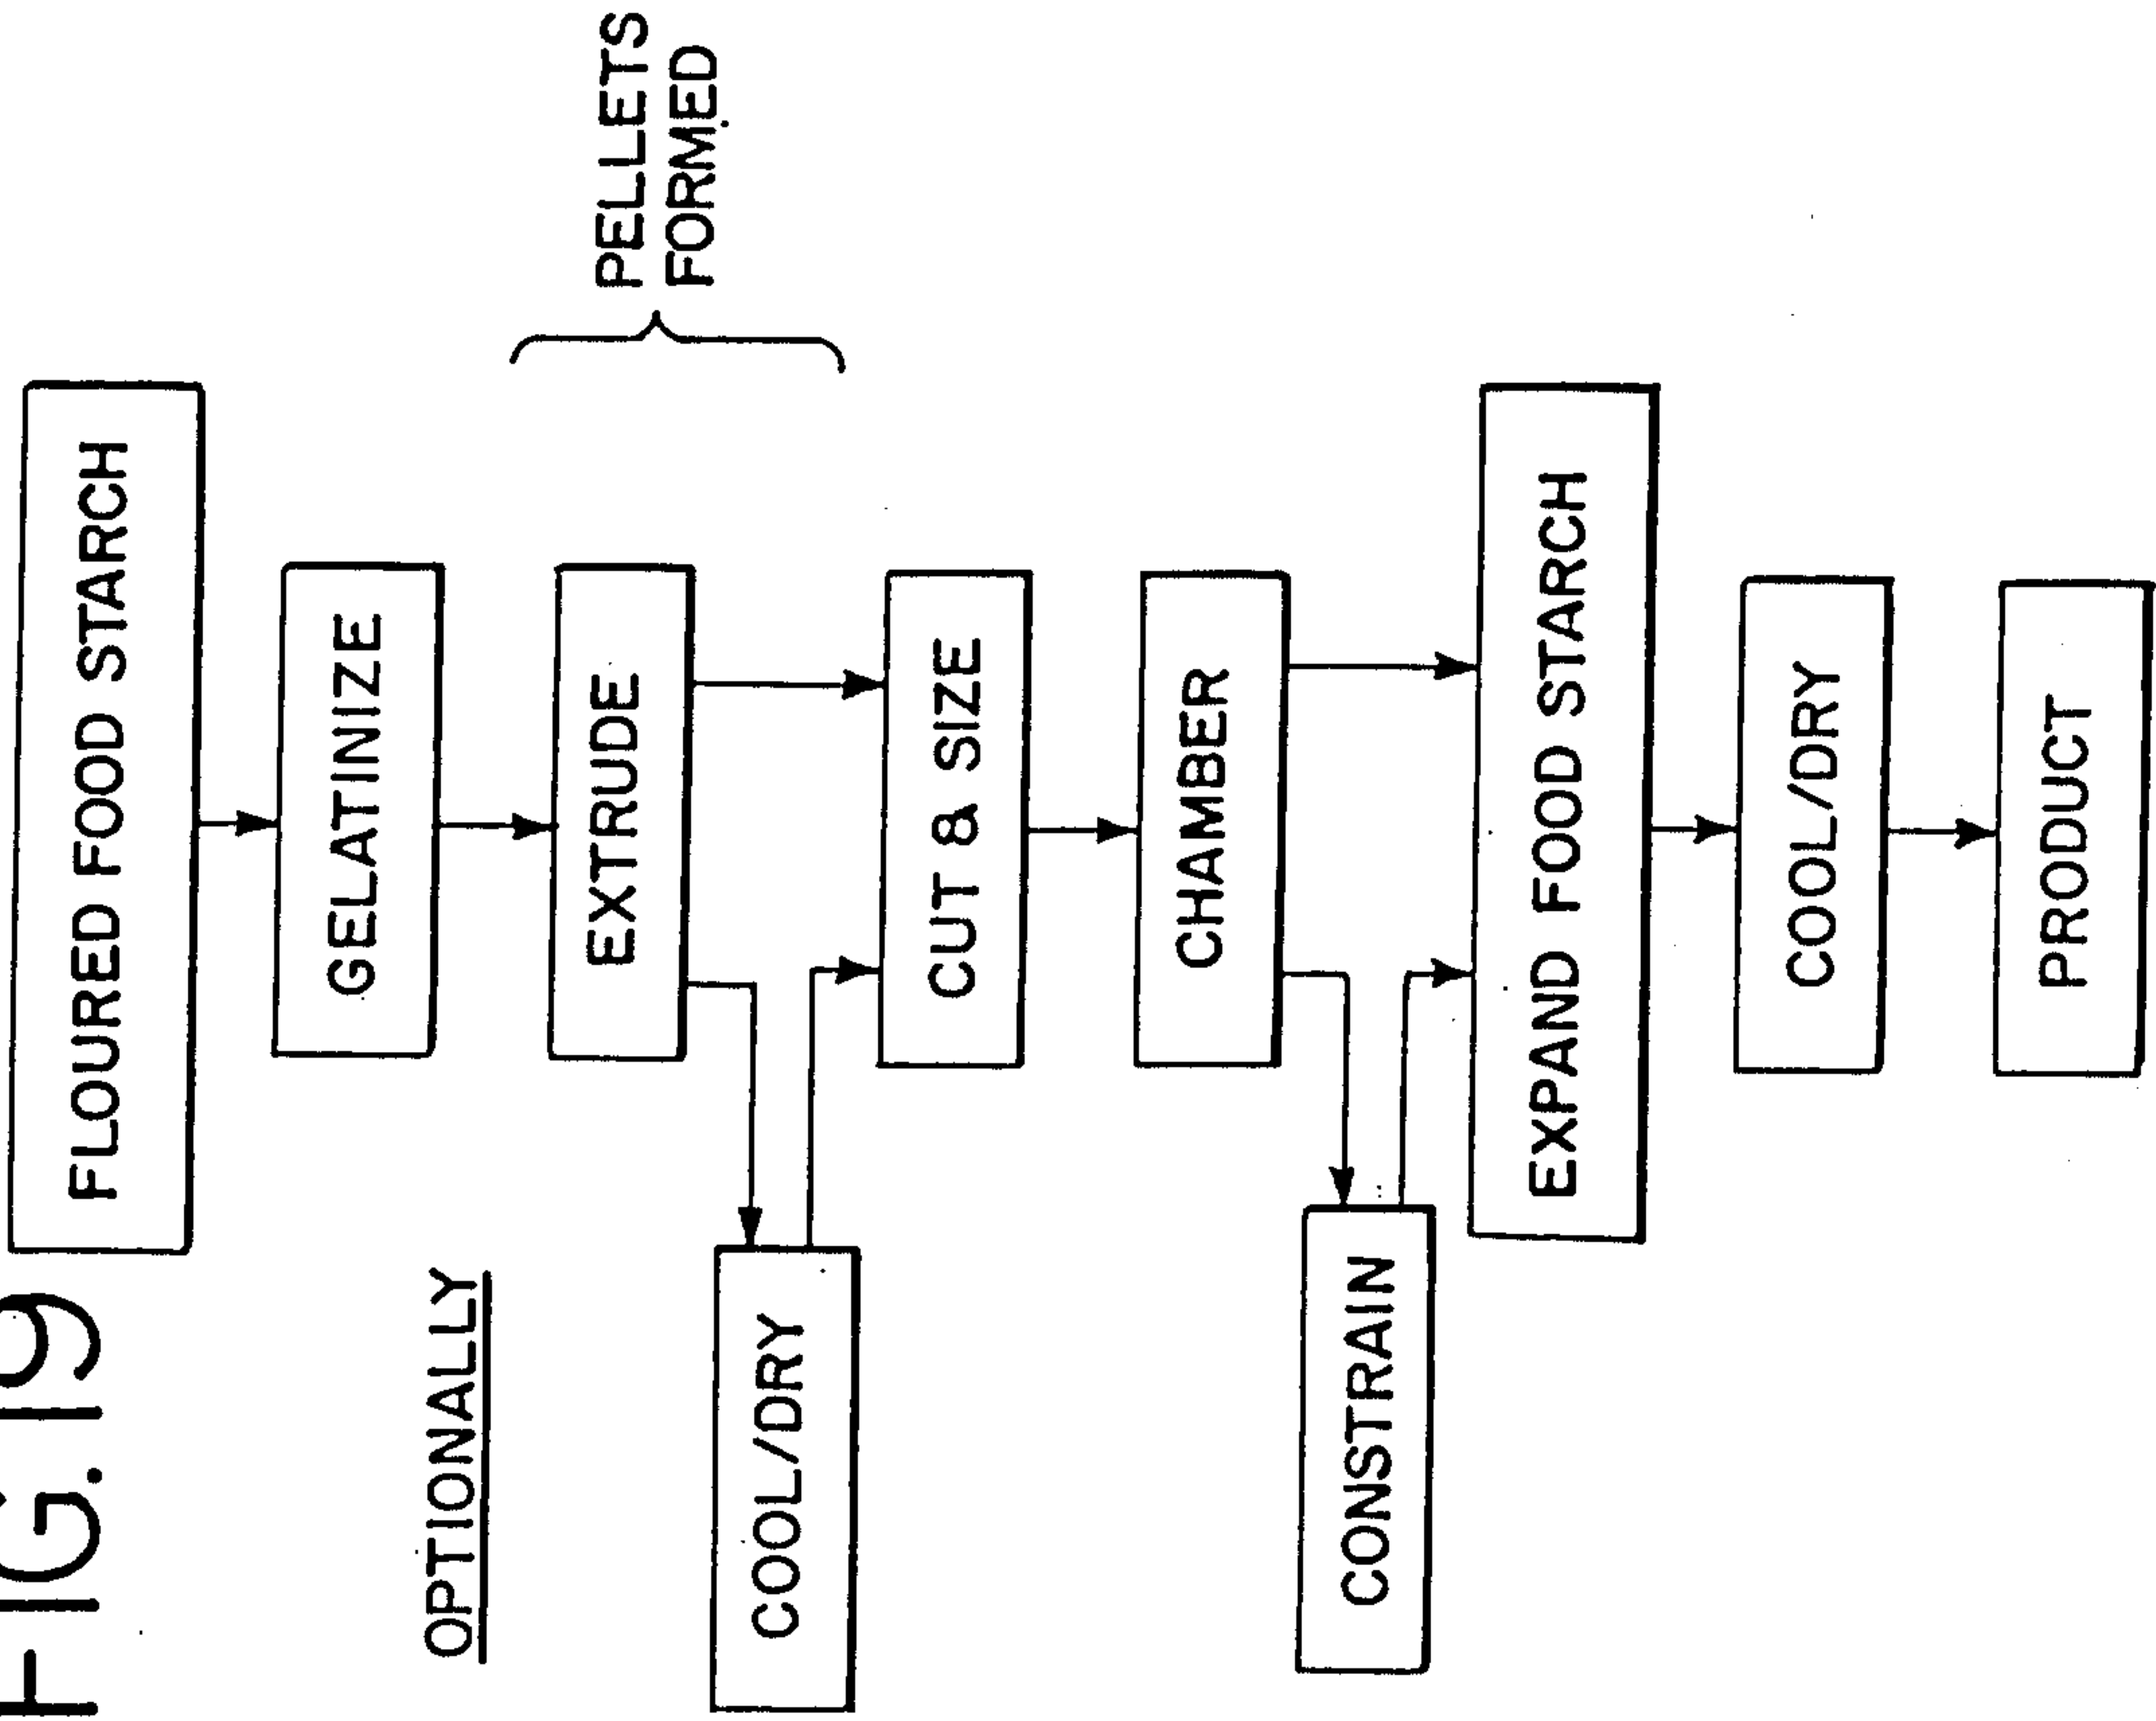 FIG. 19
FLOURED FOOD STARCH
OPTIONALLY
GELATINIZE
EXTRUDE
PELLETS
FORMED
COOL/DRY
CUT & SIZE
CHAMBER
CONSTRAIN
EXPAND FOOD STARCH
COOL/DRY
PRODUCT